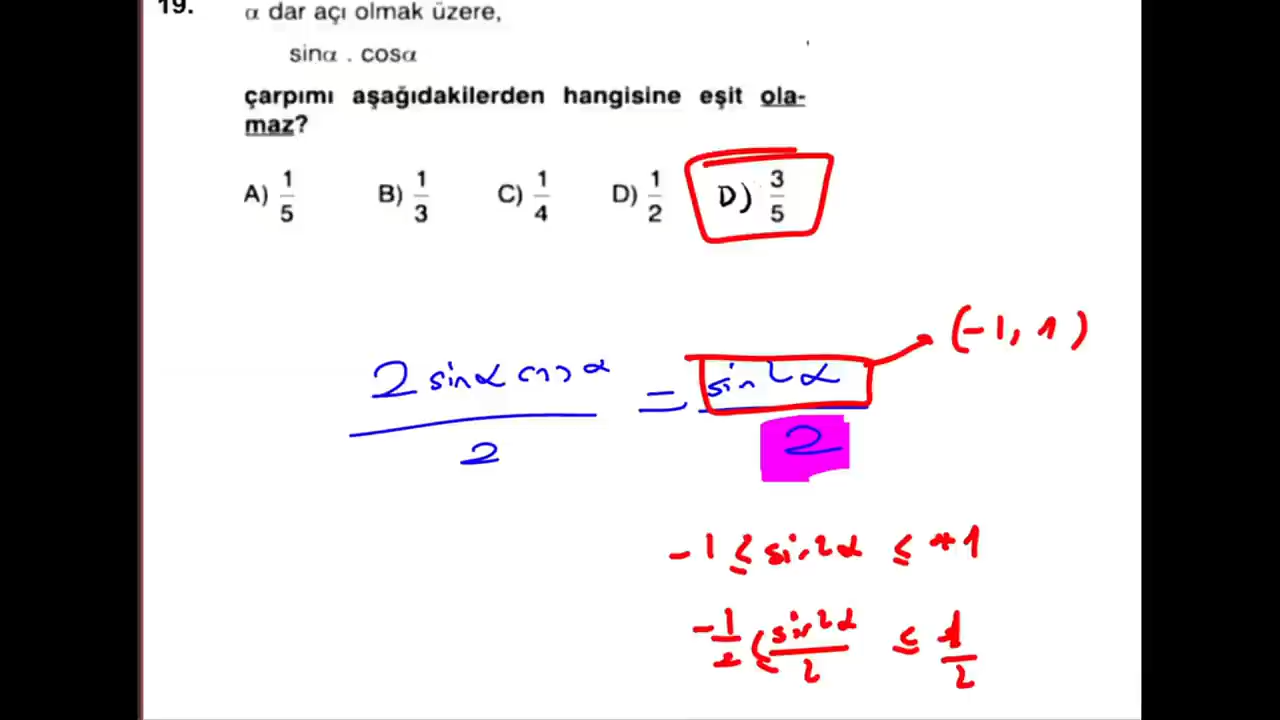 19.
α dar açı olmak üzere,
sinα . cosα
çarpımı aşağıdakilerden hangisine eşit ola-
maz?
A) 1/5 B) 1/3 C) 1/4 D) 1/2 D) 3/5
(-1, 1)
2 sinα cosα / 2 = sin2α / 2
-1 ≤ sin2α ≤ +1
-1/2 ≤ sin2α / 2 ≤ 1/2